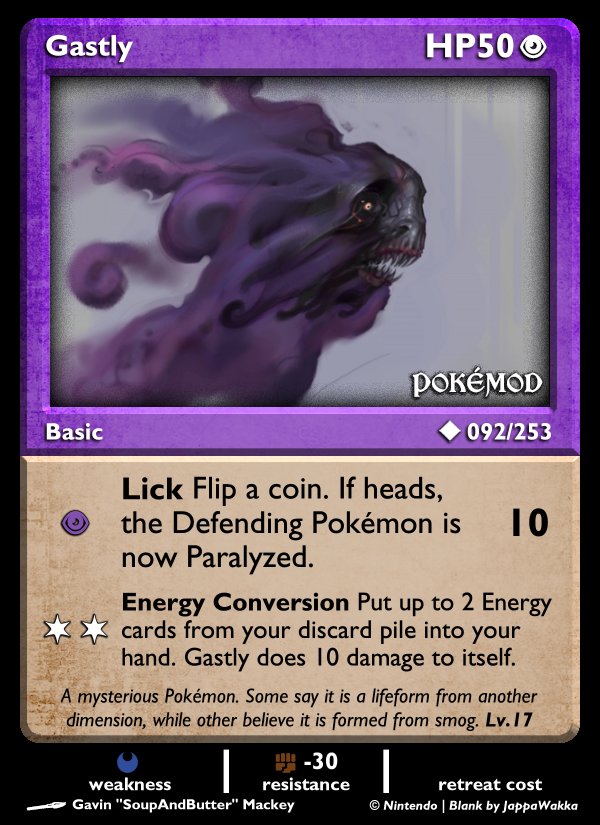 Gastly HP50
POKÉMOD
Basic 092/253
Lick Flip a coin. If heads,
the Defending Pokémon is 10
now Paralyzed.
Energy Conversion Put up to 2 Energy
cards from your discard pile into your
hand. Gastly does 10 damage to itself.
A mysterious Pokémon. Some say it is a lifeform from another
dimension, while other believe it is formed from smog. Lv.17
-30
weakness resistance retreat cost
Gavin "SoupAndButter" Mackey © Nintendo | Blank by JappaWakka